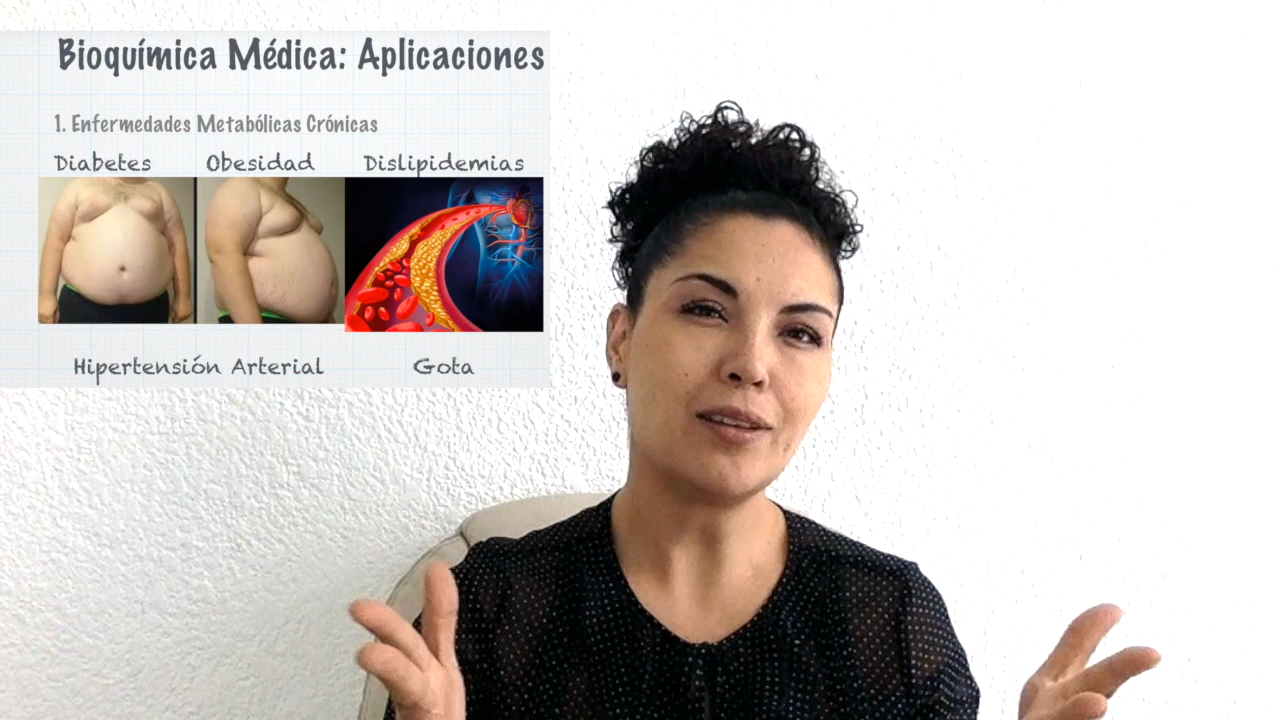 Bioquímica Médica: Aplicaciones
1. Enfermedades Metabólicas Crónicas
Diabetes Obesidad Dislipidemias
Hipertensión Arterial Gota